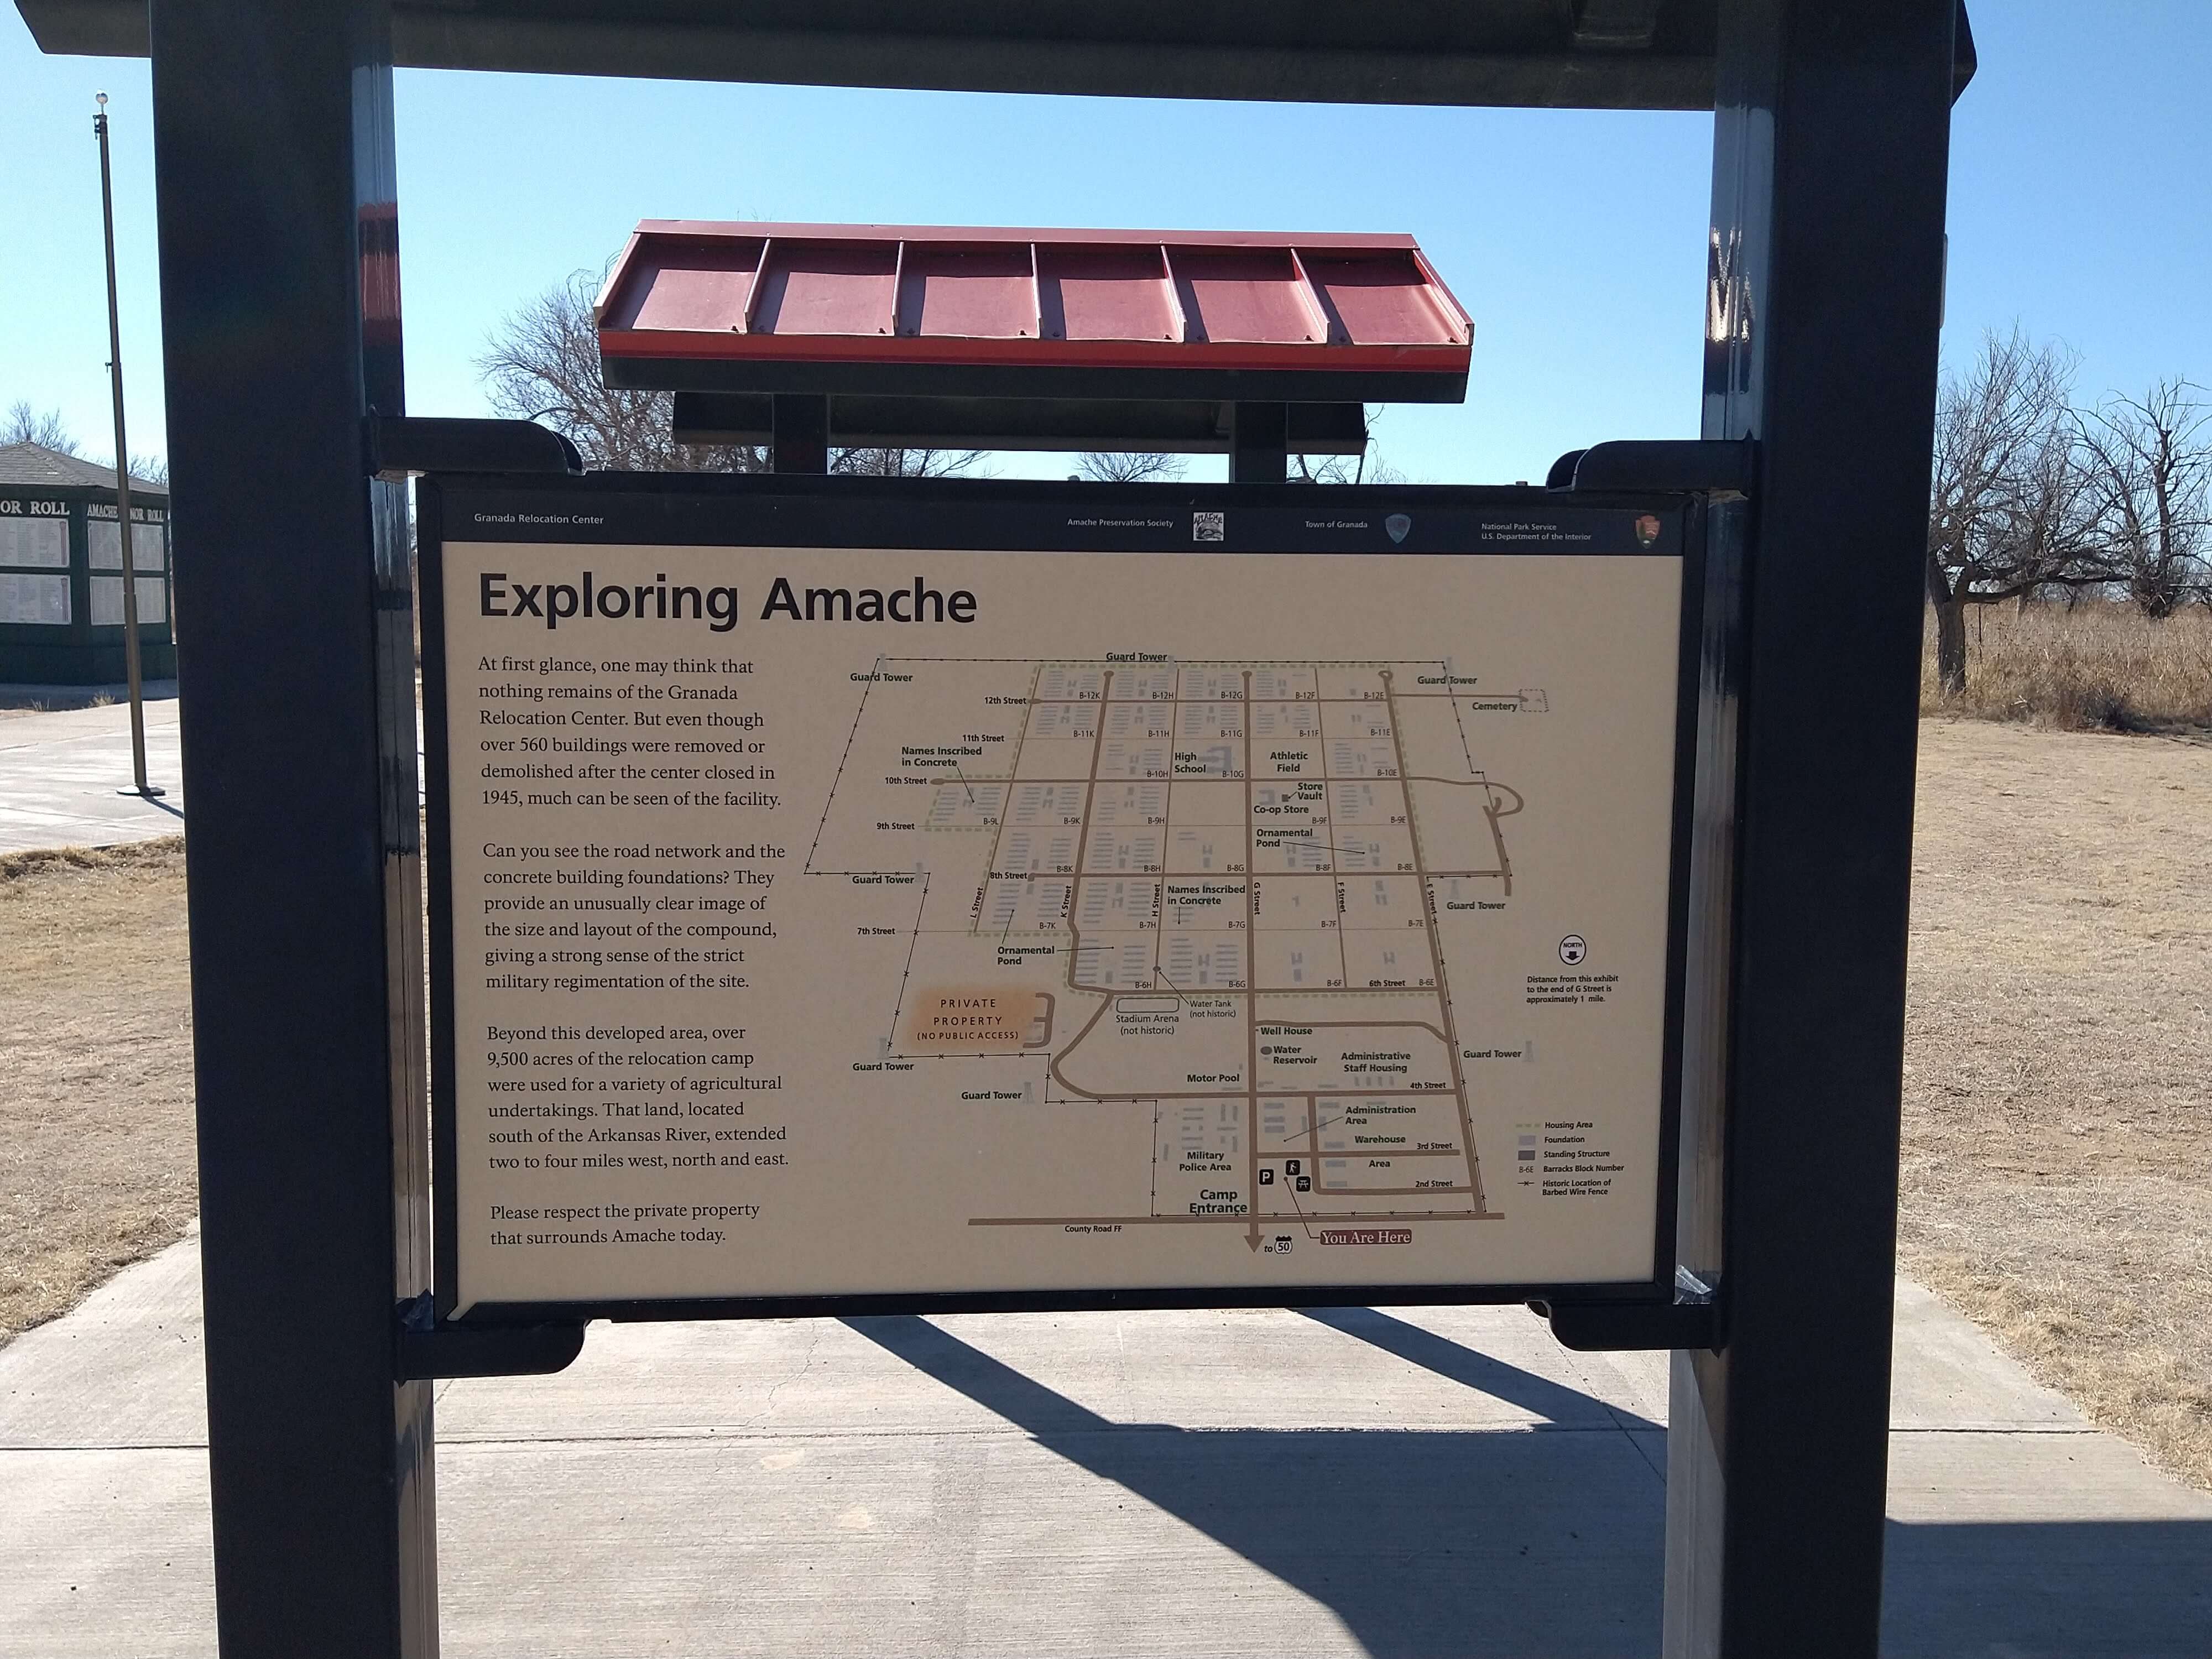 OR ROLL
AMACHE
NOR ROLL
Granada Relocation Center
Amache Preservation Society
Town of Granada
National Park Service
U.S. Department of the Interior
Exploring Amache
At first glance, one may think that
nothing remains of the Granada
Relocation Center. But even though
over 560 buildings were removed or
demolished after the center closed in
1945, much can be seen of the facility.
Can you see the road network and the
concrete building foundations? They
provide an unusually clear image of
the size and layout of the compound,
giving a strong sense of the strict
military regimentation of the site.
Beyond this developed area, over
9,500 acres of the relocation camp
were used for a variety of agricultural
undertakings. That land, located
south of the Arkansas River, extended
two to four miles west, north and east.
Please respect the private property
that surrounds Amache today.
Guard Tower
Guard Tower
Guard Tower
12th Street
B-12K
B-12H
B-12G
B-12F
B-12E
Cemetery
11th Street
B-11K
B-11H
B-11G
B-11F
B-11E
Names Inscribed
in Concrete
High
School
Athletic
Field
10th Street
B-10H
B-10G
B-10E
Store
Vault
Co-op Store
9th Street
B-9L
B-9K
B-9H
B-9F
B-9E
Ornamental
Pond
8th Street
B-8K
B-8H
B-8G
B-8F
B-8E
Guard Tower
Guard Tower
L Street
K Street
H Street
G Street
F Street
E Street
Names Inscribed
in Concrete
7th Street
B-7K
B-7H
B-7G
B-7F
B-7E
Ornamental
Pond
B-6H
B-6G
B-6F
6th Street
B-6E
NORTH
Distance from this exhibit
to the end of G Street is
approximately 1 mile.
PRIVATE
PROPERTY
(NO PUBLIC ACCESS)
Stadium Arena
(not historic)
Water Tank
(not historic)
Well House
Water
Reservoir
Administrative
Staff Housing
Guard Tower
Guard Tower
Guard Tower
Motor Pool
4th Street
Administration
Area
Warehouse
Area
3rd Street
2nd Street
Military
Police Area
P
Camp
Entrance
County Road FF
to 50
You Are Here
Housing Area
Foundation
Standing Structure
B-6E Barracks Block Number
Historic Location of
Barbed Wire Fence